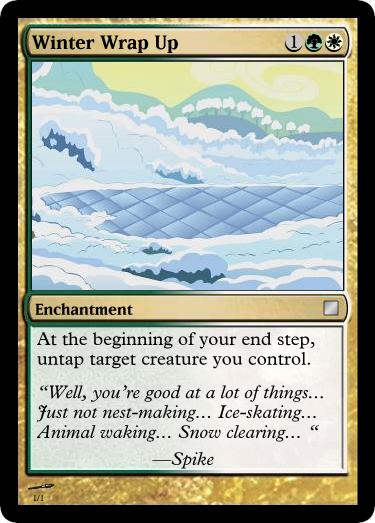 Winter Wrap Up 1
Enchantment
At the beginning of your end step,
untap target creature you control.
“Well, you’re good at a lot of things…
Just not nest-making… Ice-skating…
Animal waking… Snow clearing… “
—Spike
1/1